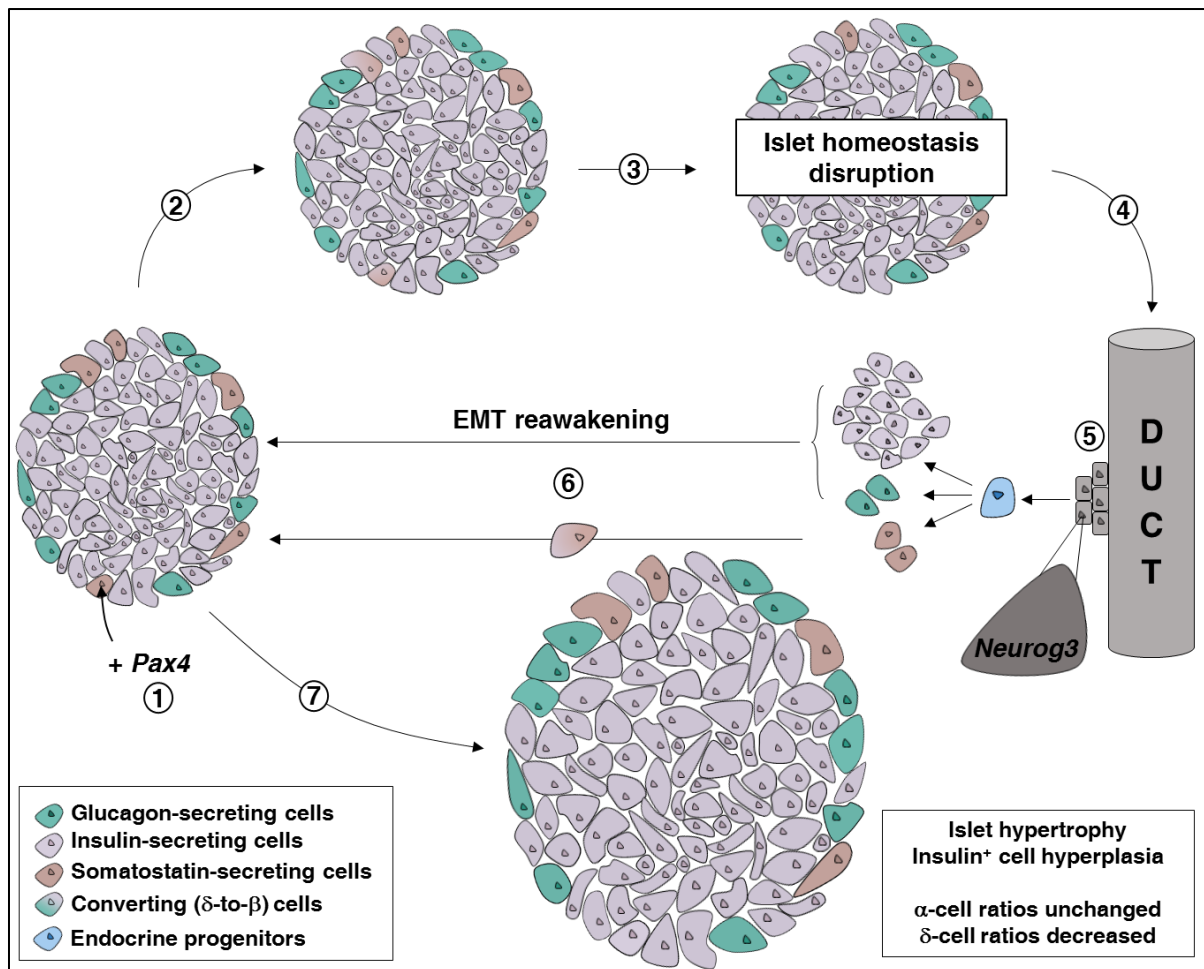 ②
③
Islet homeostasis
disruption
④
EMT reawakening
⑤
D
U
C
T
⑥
Neurog3
+ Pax4
①
⑦
Glucagon-secreting cells
Insulin-secreting cells
Somatostatin-secreting cells
Converting (δ-to-β) cells
Endocrine progenitors
Islet hypertrophy
Insulin⁺ cell hyperplasia
α-cell ratios unchanged
δ-cell ratios decreased